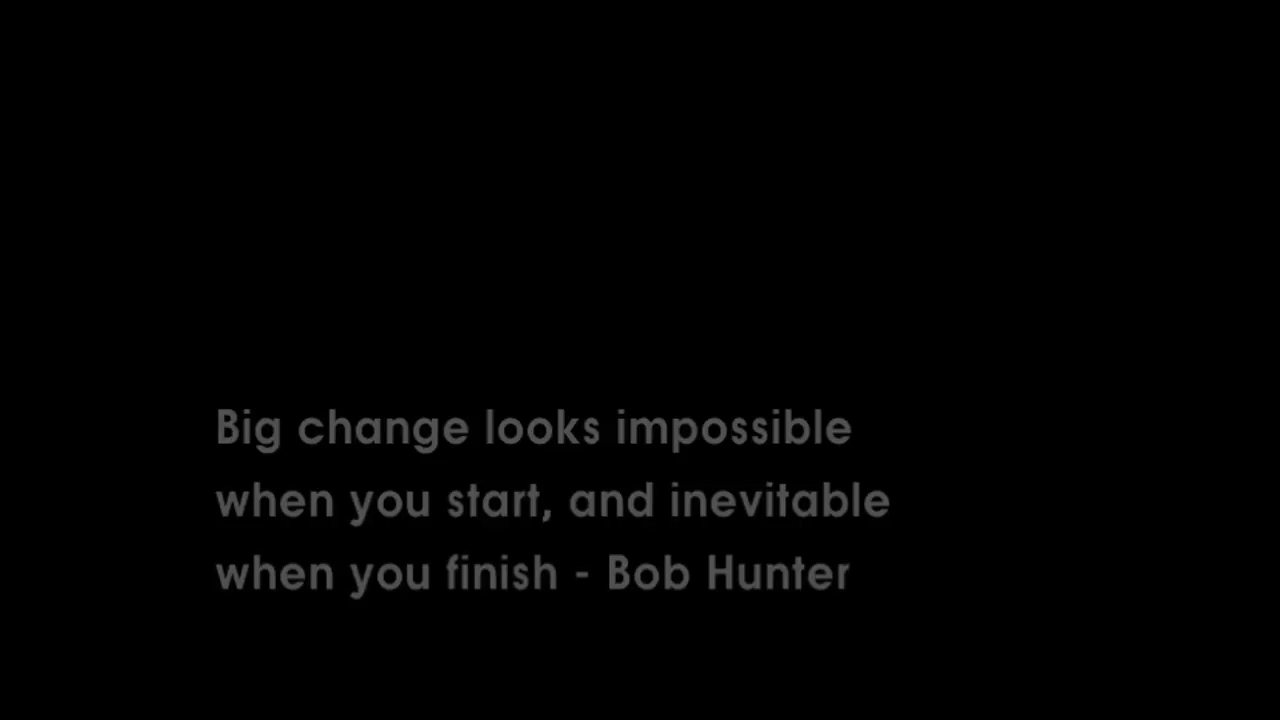 Big change looks impossible
when you start, and inevitable
when you finish - Bob Hunter